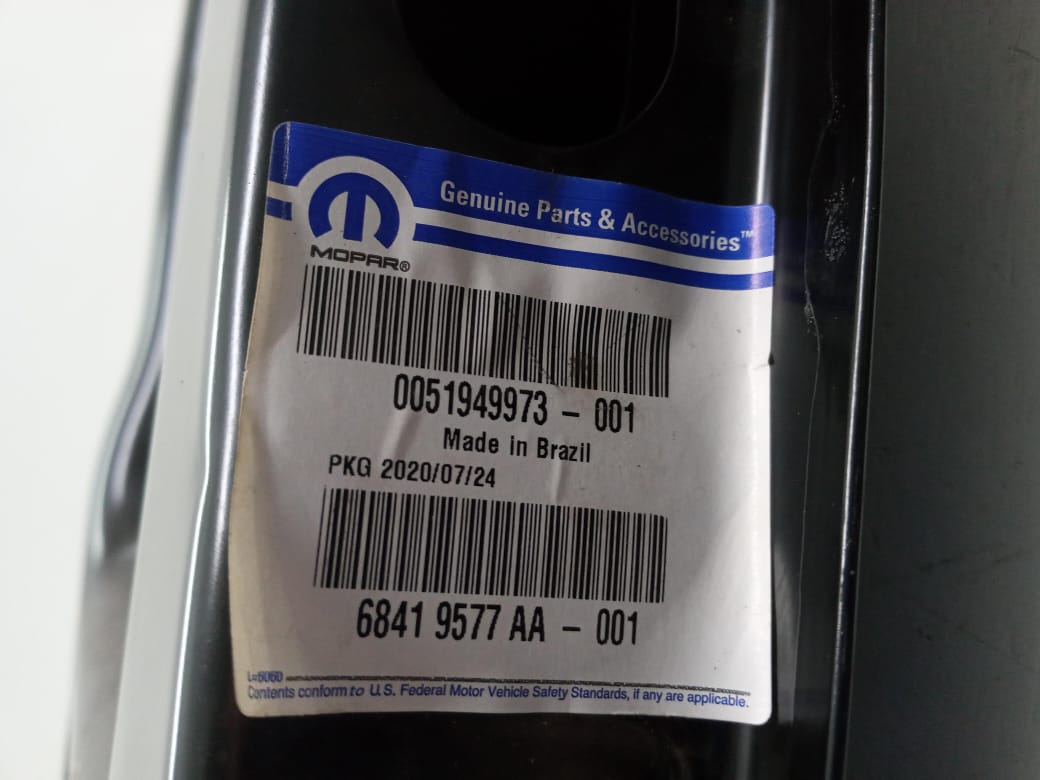 Genuine Parts & Accessories™
MOPAR®
0051949973 - 001
Made in Brazil
PKG 2020/07/24
6841 9577 AA - 001
L=6060
Contents conform to U.S. Federal Motor Vehicle Safety Standards, if any are applicable.